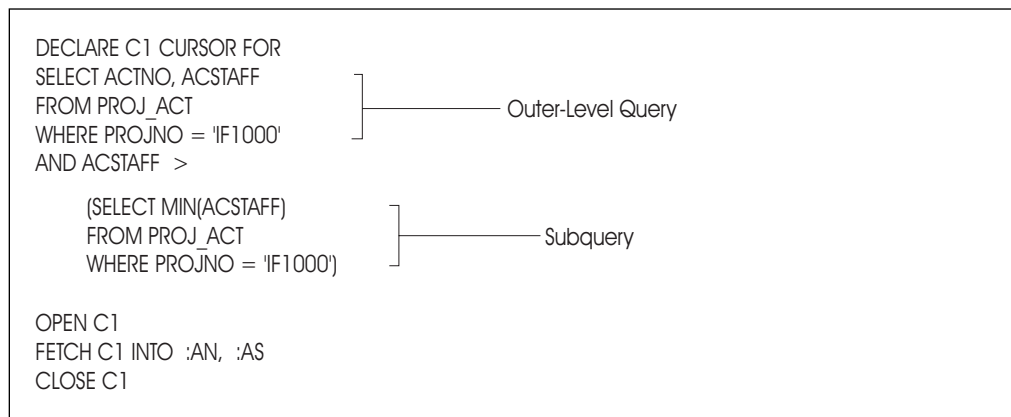 DECLARE C1 CURSOR FOR
SELECT ACTNO, ACSTAFF
FROM PROJ_ACT
Outer-Level Query
WHERE PROJNO = 'IF1000'
AND ACSTAFF >
(SELECT MIN(ACSTAFF)
FROM PROJ_ACT
Subquery
WHERE PROJNO = 'IF1000')
OPEN C1
FETCH C1 INTO :AN, :AS
CLOSE C1